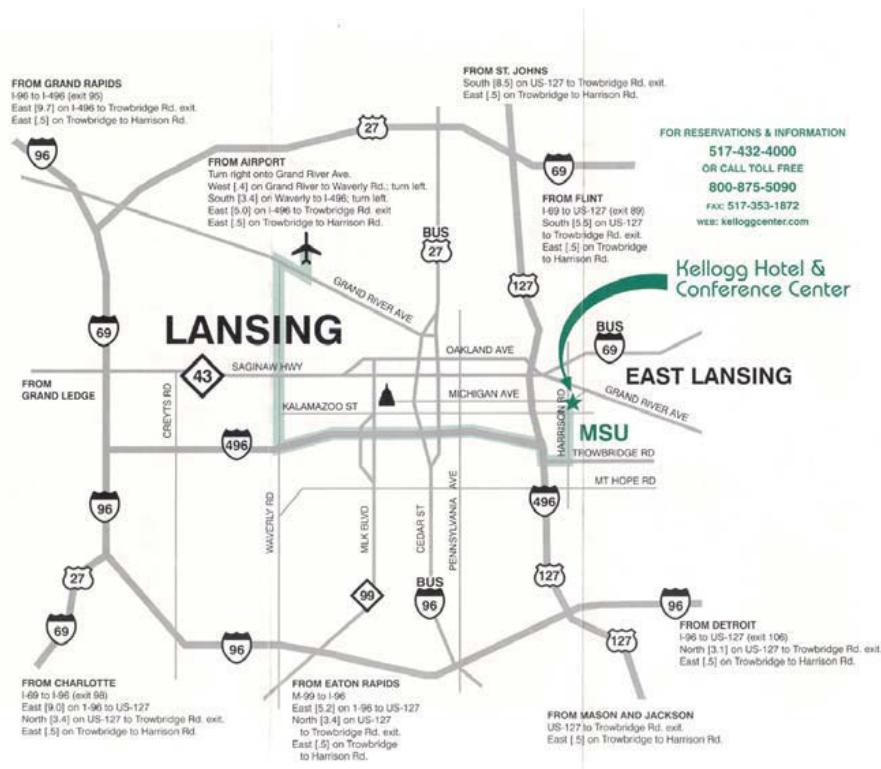 FROM GRAND RAPIDS
I-96 to I-496 (exit 95)
East [9.7] on I-496 to Trowbridge Rd. exit.
East [.5] on Trowbridge to Harrison Rd.
96
27
FROM ST. JOHNS
South [8.5] on US-127 to Trowbridge Rd. exit.
East [.5] on Trowbridge to Harrison Rd.
FOR RESERVATIONS & INFORMATION
517-432-4000
OR CALL TOLL FREE
800-875-5090
FAX: 517-353-1872
WEB: kelloggcenter.com
FROM AIRPORT
Turn right onto Grand River Ave.
West [.4] on Grand River to Waverly Rd.; turn left.
South [3.4] on Waverly to I-496; turn left.
East [5.0] on I-496 to Trowbridge Rd. exit
East [.5] on Trowbridge to Harrison Rd.
69
FROM FLINT
I-69 to US-127 (exit 89)
South [5.5] on US-127
to Trowbridge Rd. exit.
East [.5] on Trowbridge
to Harrison Rd.
BUS
27
127
GRAND RIVER AVE
Kellogg Hotel &
Conference Center
69
LANSING
BUS
69
OAKLAND AVE
43
SAGINAW HWY
EAST LANSING
FROM
GRAND LEDGE
CREYTS RD
MICHIGAN AVE
KALAMAZOO ST
HARRISON RD
GRAND RIVER AVE
MSU
496
TROWBRIDGE RD
MT HOPE RD
96
WAVERLY RD
MLK BLVD
CEDAR ST
PENNSYLVANIA AVE
496
27
99
BUS
96
127
69
96
127
96
FROM DETROIT
I-96 to US-127 (exit 106)
North [3.1] on US-127 to Trowbridge Rd. exit.
East [.5] on Trowbridge to Harrison Rd.
FROM CHARLOTTE
I-69 to I-96 (exit 98)
East [9.0] on 1-96 to US-127
North [3.4] on US-127 to Trowbridge Rd. exit.
East [.5] on Trowbridge to Harrison Rd.
FROM EATON RAPIDS
M-99 to I-96
East [5.2] on 1-96 to US-127
North [3.4] on US-127
to Trowbridge Rd. exit.
East [.5] on Trowbridge
to Harrison Rd.
FROM MASON AND JACKSON
US-127 to Trowbridge Rd. exit.
East [.5] on Trowbridge to Harrison Rd.